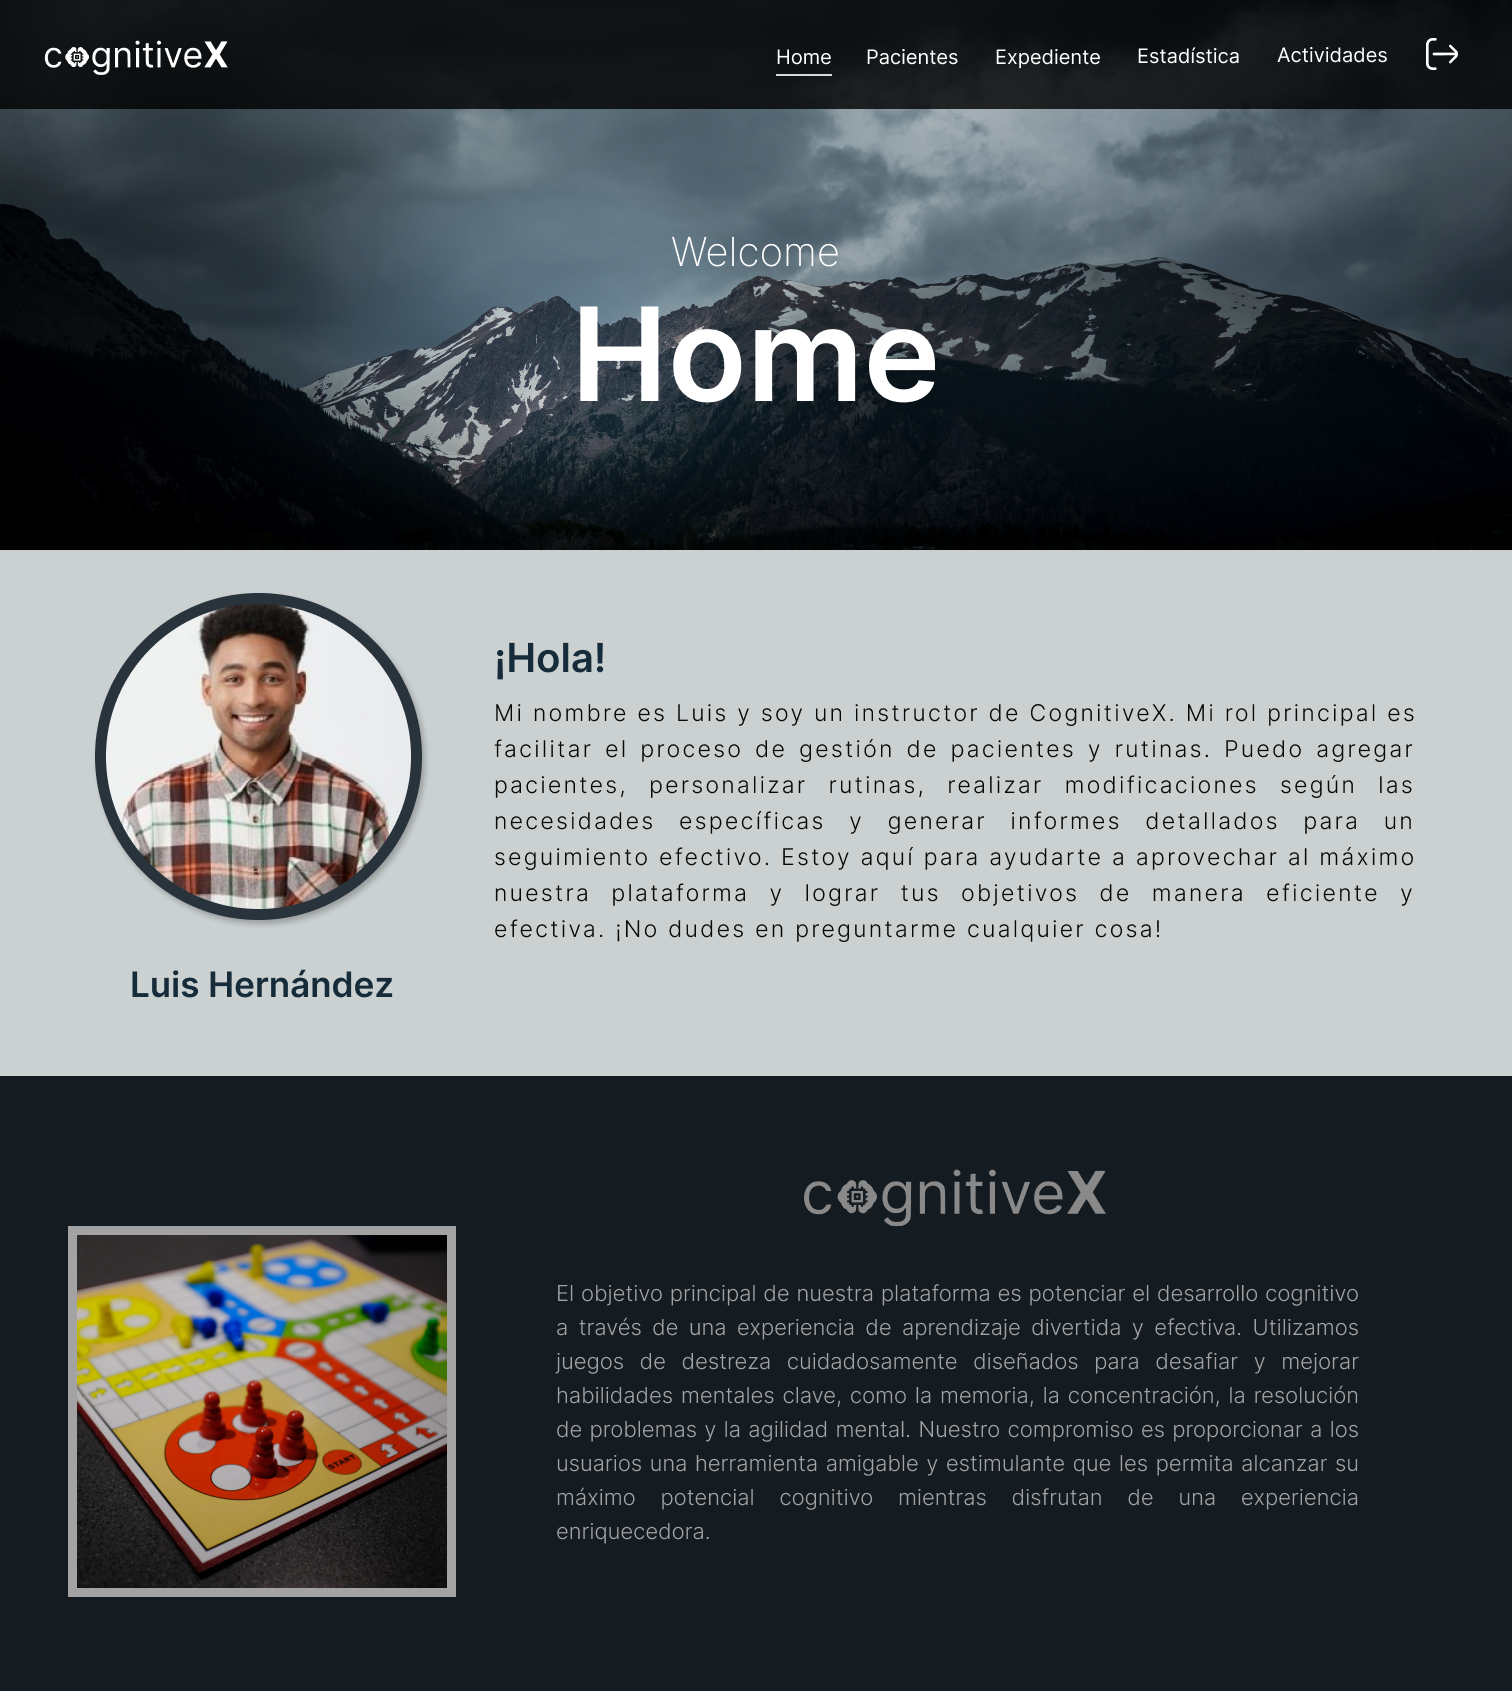 cognitiveX
Home Pacientes Expediente Estadística Actividades
Welcome
Home
¡Hola!
Mi nombre es Luis y soy un instructor de CognitiveX. Mi rol principal es
facilitar el proceso de gestión de pacientes y rutinas. Puedo agregar
pacientes, personalizar rutinas, realizar modificaciones según las
necesidades específicas y generar informes detallados para un
seguimiento efectivo. Estoy aquí para ayudarte a aprovechar al máximo
nuestra plataforma y lograr tus objetivos de manera eficiente y
efectiva. ¡No dudes en preguntarme cualquier cosa!
Luis Hernández
cognitiveX
El objetivo principal de nuestra plataforma es potenciar el desarrollo cognitivo
a través de una experiencia de aprendizaje divertida y efectiva. Utilizamos
juegos de destreza cuidadosamente diseñados para desafiar y mejorar
habilidades mentales clave, como la memoria, la concentración, la resolución
de problemas y la agilidad mental. Nuestro compromiso es proporcionar a los
usuarios una herramienta amigable y estimulante que les permita alcanzar su
máximo potencial cognitivo mientras disfrutan de una experiencia
enriquecedora.
START